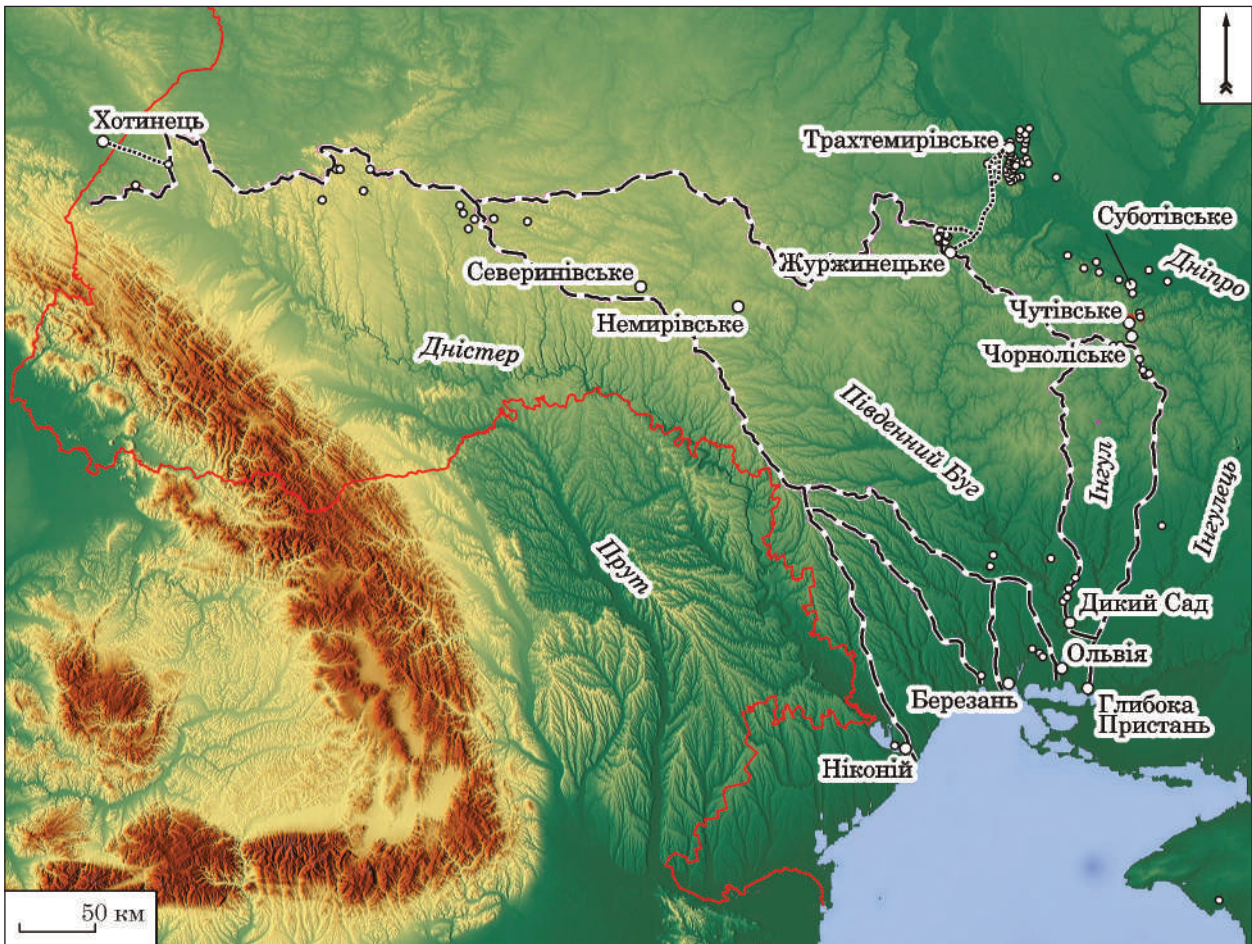 Хотинець
Трахтемирівське
Суботівське
Дніпро
Журжинецьке
Северинівське
Немирівське
Чутівське
Чорноліське
Дністер
Південний Буг
Інгул
Інгулець
Прут
Дикий Сад
Ольвія
Березань
Глибока
Пристань
Ніконій
50 км